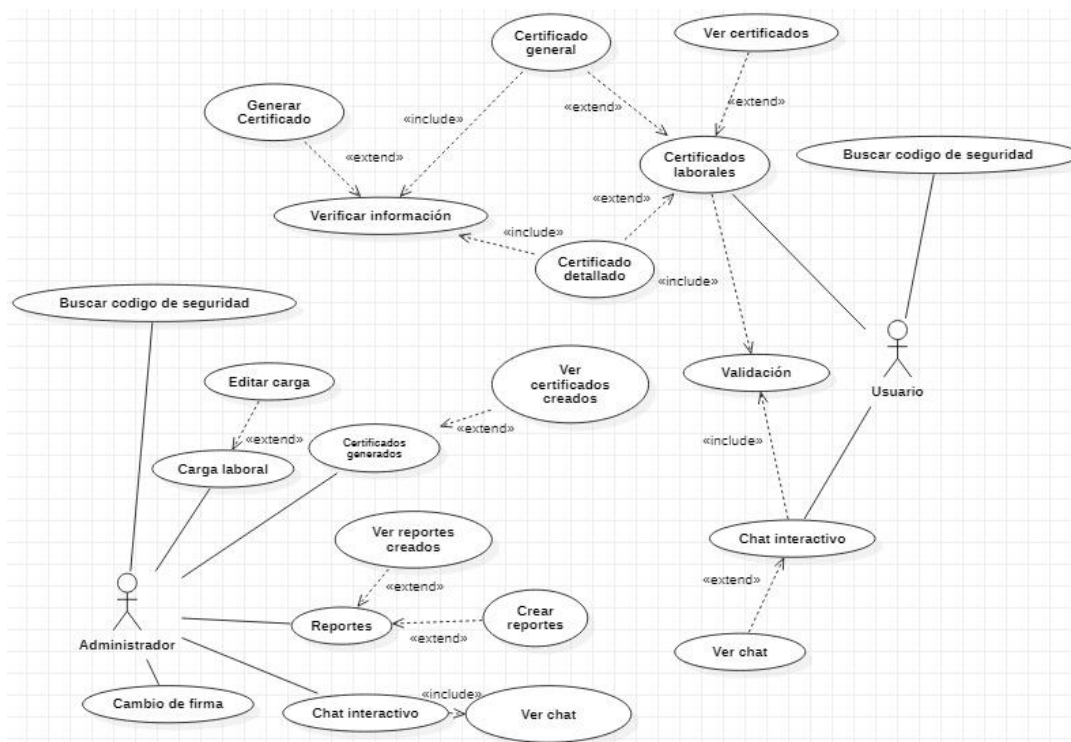 Certificado
general
Ver certificados
Generar
Certificado
«include»
«extend»
«extend»
«extend»
Certificados
laborales
Buscar codigo de seguridad
Verificar información
«extend»
«include»
Certificado
detallado
«include»
Buscar codigo de seguridad
Validación
Usuario
Ver
certificados
creados
Editar carga
«extend»
«extend»
Certificados
generados
«include»
Carga laboral
Ver reportes
creados
Chat interactivo
«extend»
«extend»
Crear
reportes
Reportes
«extend»
Administrador
Ver chat
«include»
Cambio de firma
Chat interactivo
Ver chat